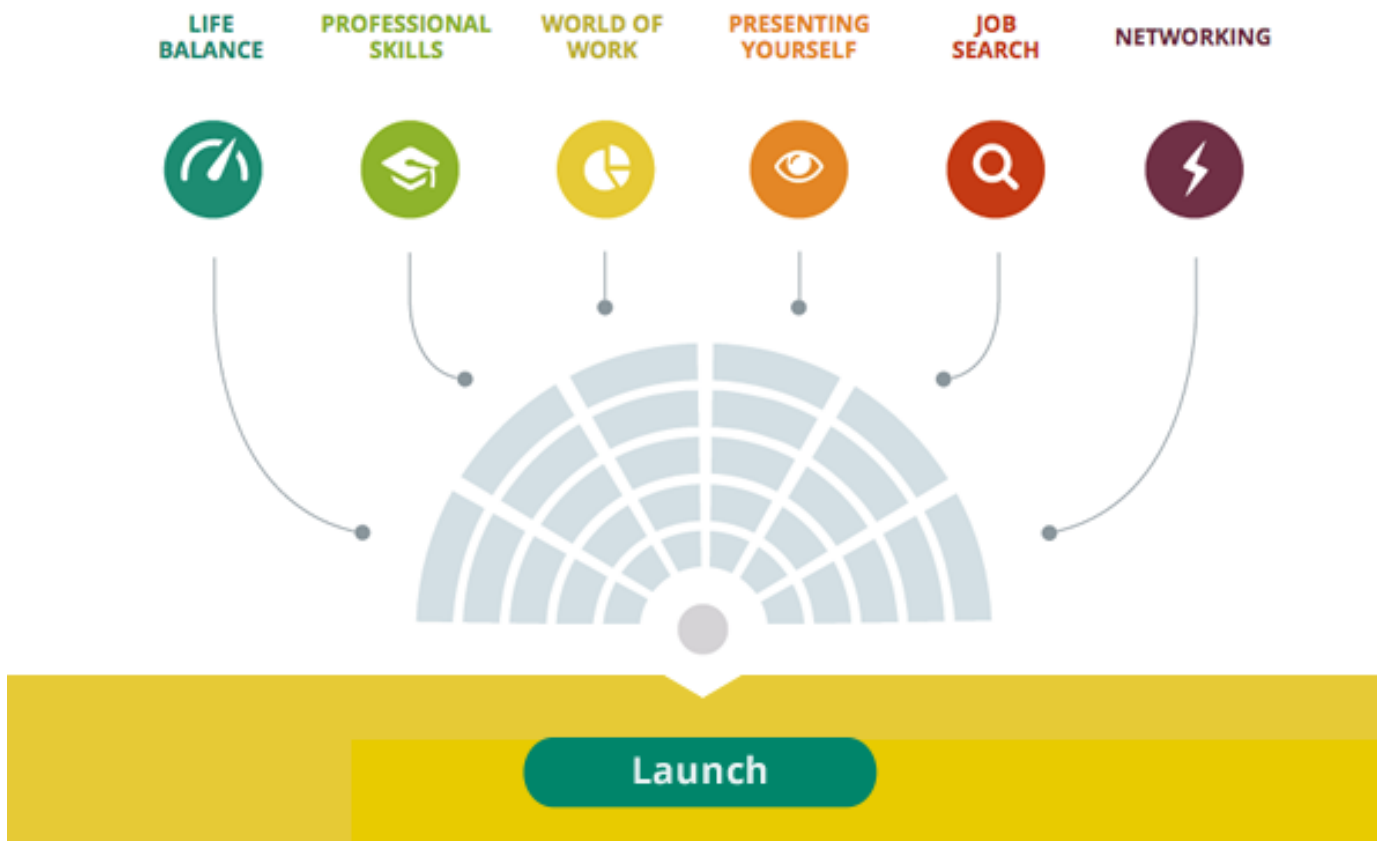 LIFE
BALANCE
PROFESSIONAL
SKILLS
WORLD OF
WORK
PRESENTING
YOURSELF
JOB
SEARCH
NETWORKING
Launch